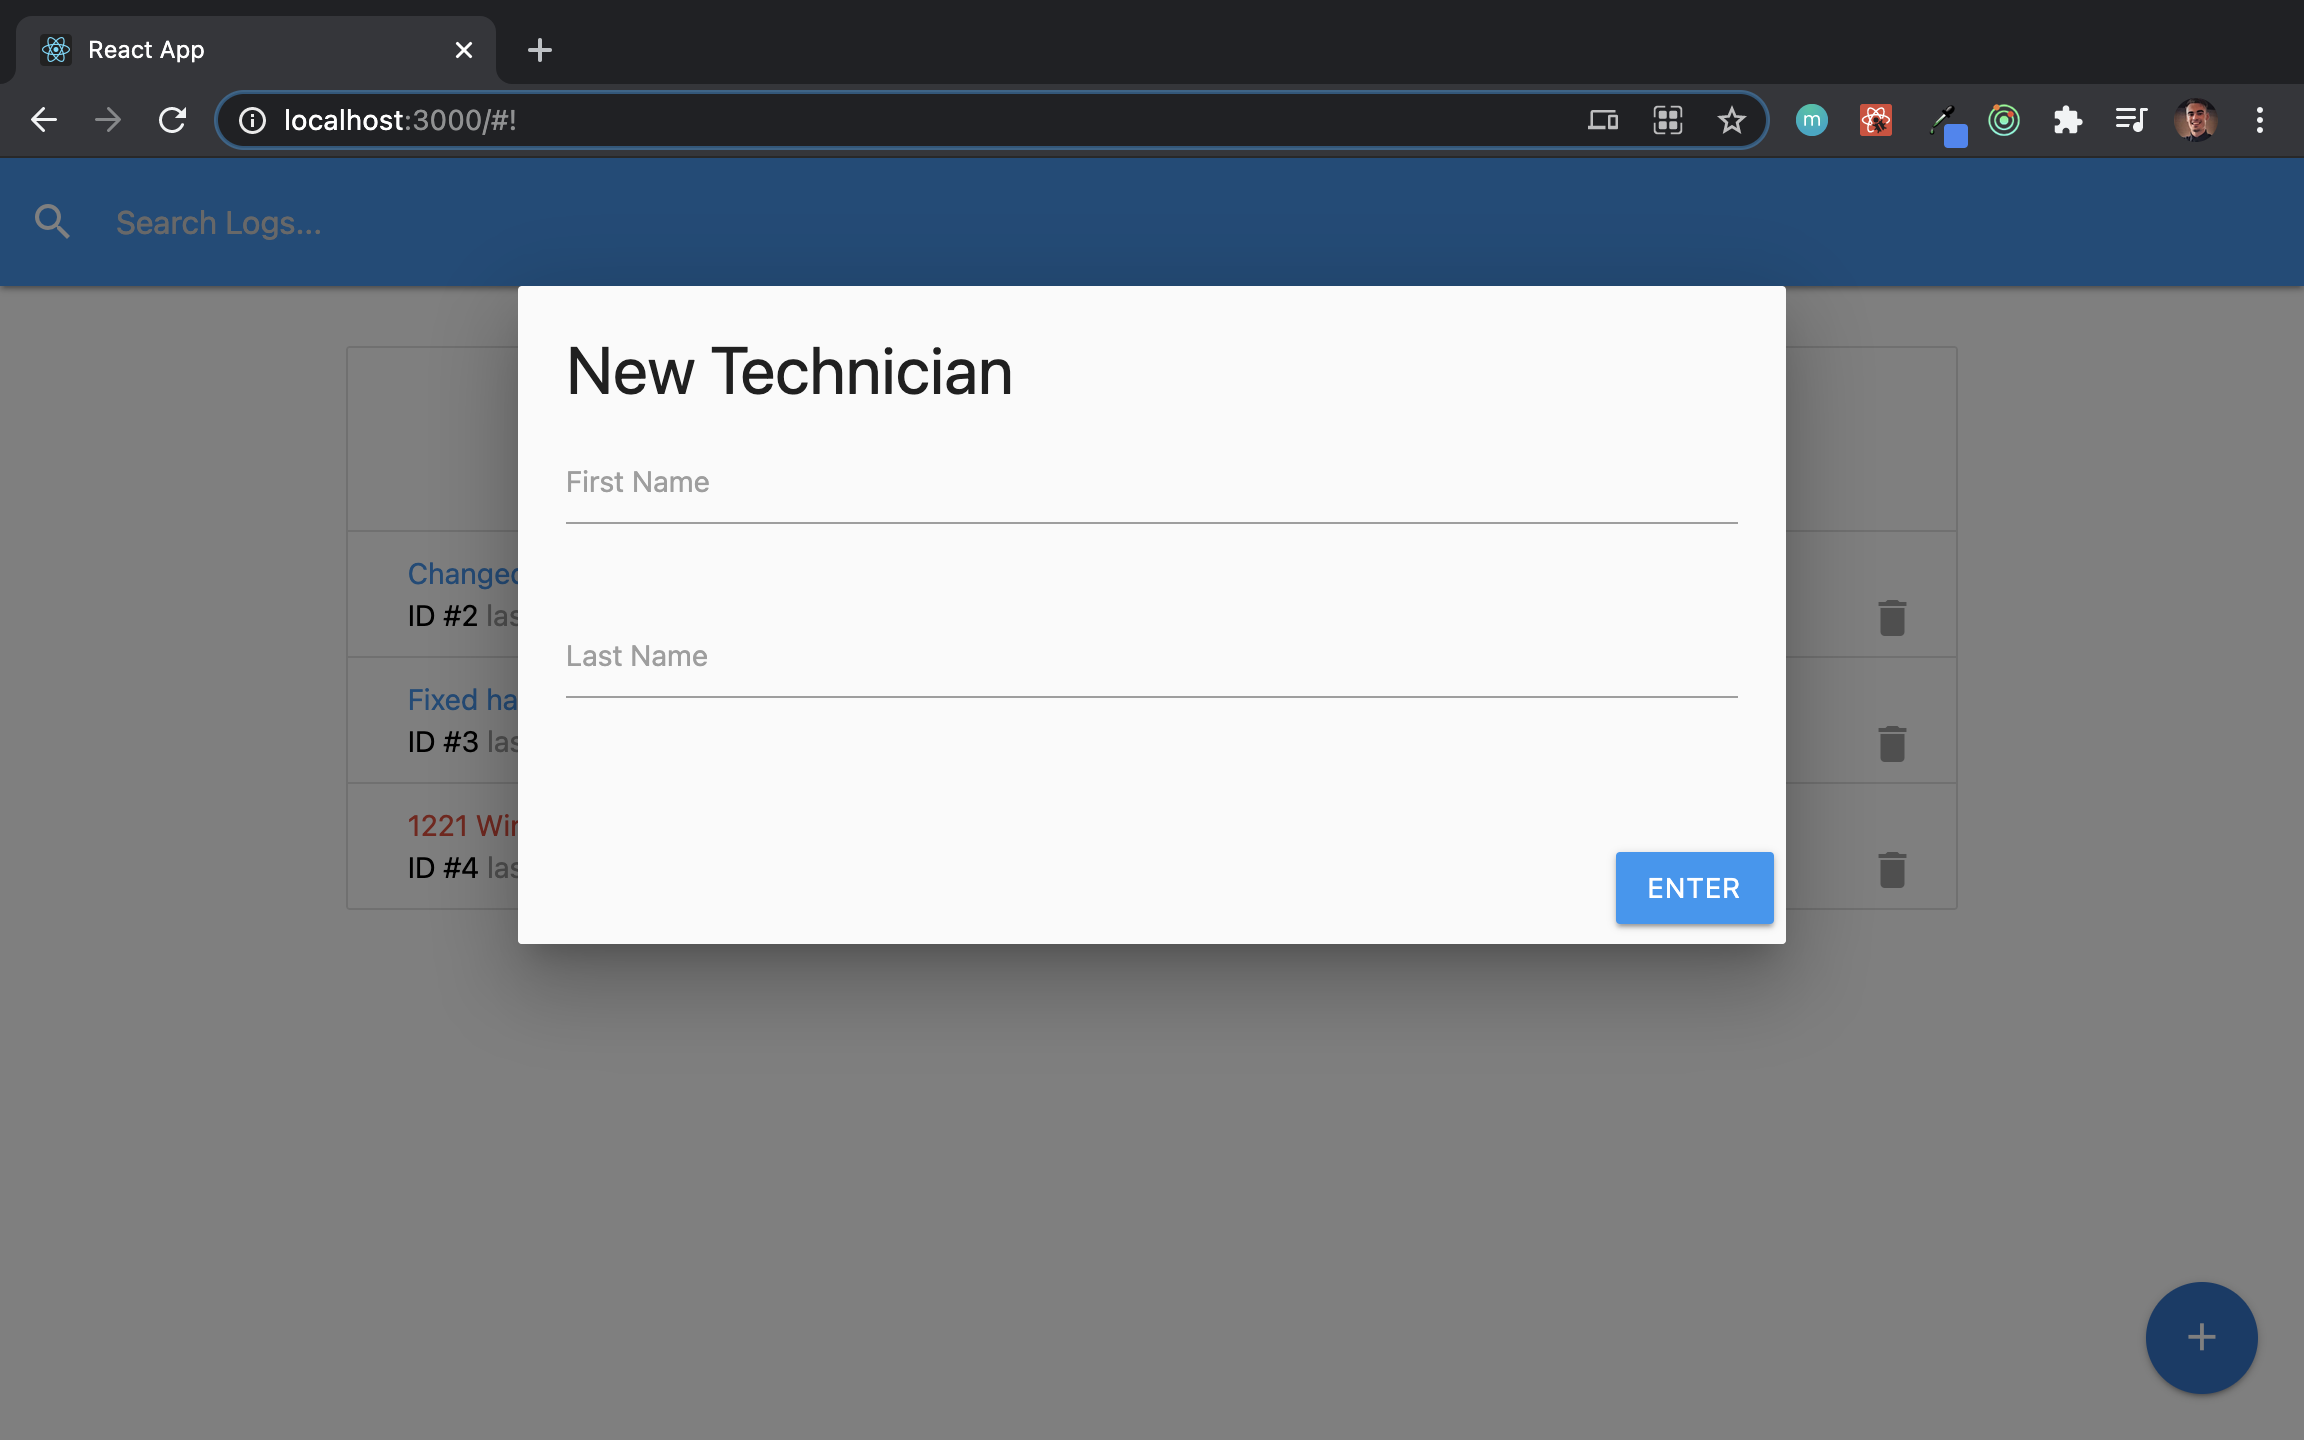 React App
localhost:3000/#!
m
Search Logs...
New Technician
First Name
Last Name
ENTER
Changed
ID #2 las
Fixed ha
ID #3 las
1221 Wir
ID #4 las